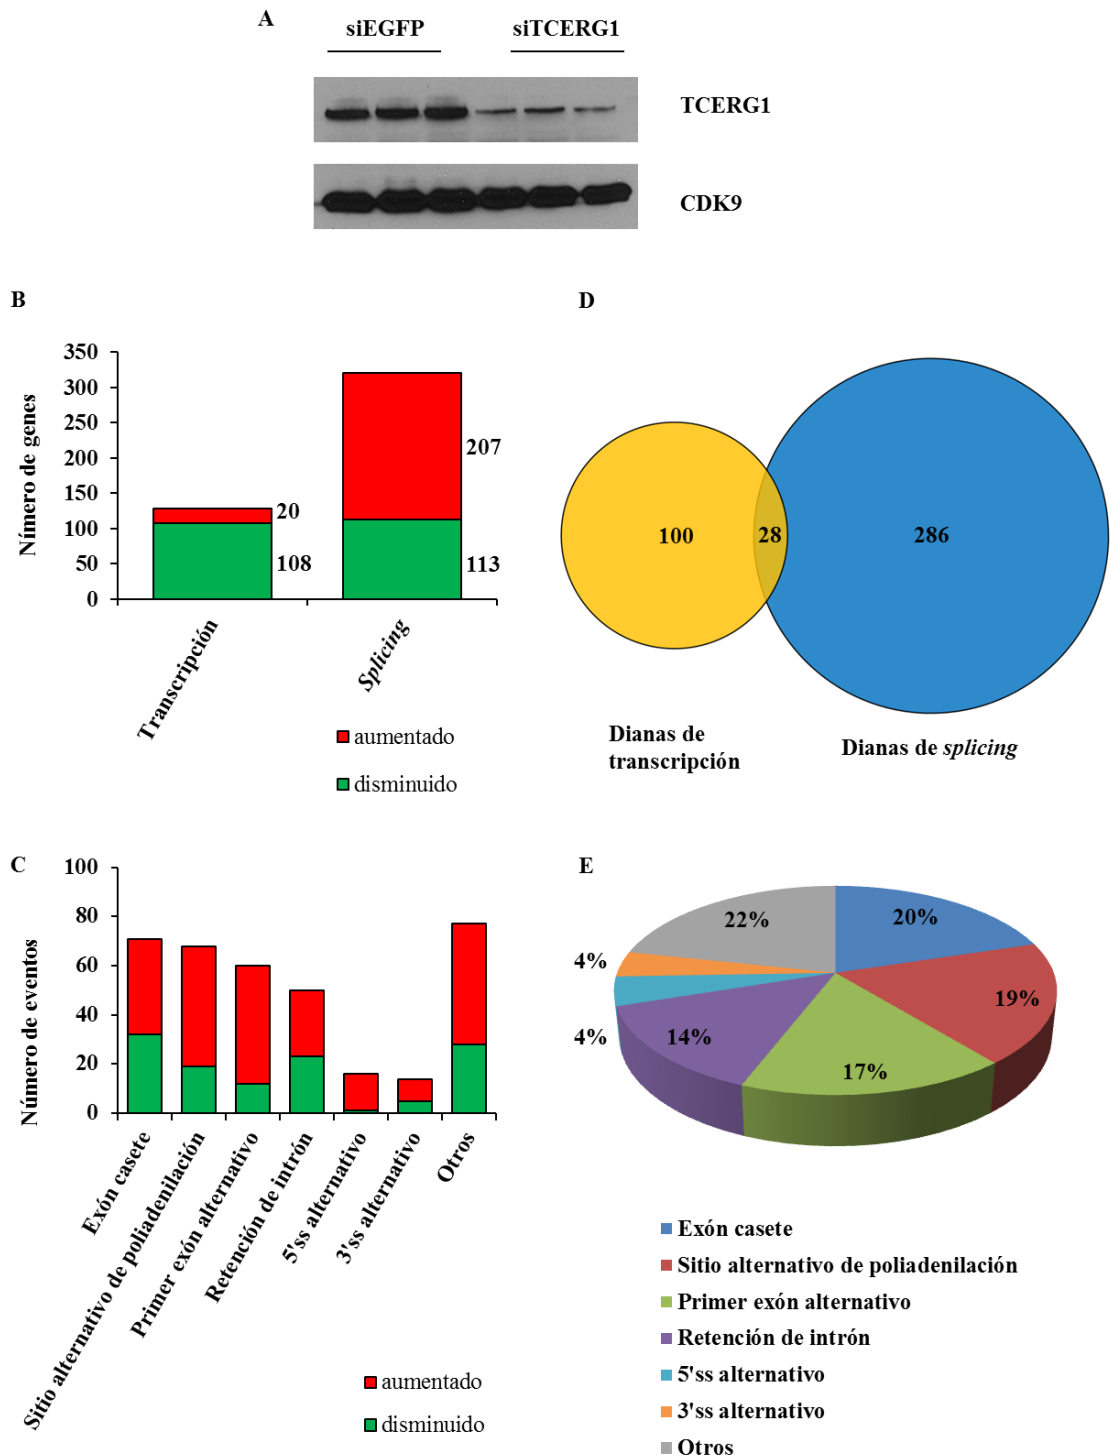 A
siEGFP siTCERG1
TCERG1
CDK9
B
Nímero de genes
350
300
250
200
150
100
50
0
207
20
108
113
Transcripción
Splicing
aumentado
disminuido
D
100
28
286
Dianas de
transcripción
Dianas de splicing
C
Número de eventos
100
80
60
40
20
0
Exón casete
Sitio alternativo de poliadenilación
Primer exón alternativo
Retención de intrón
5'ss alternativo
3'ss alternativo
Otros
aumentado
disminuido
E
22%
20%
4%
19%
4%
14%
17%
Exón casete
Sitio alternativo de poliadenilación
Primer exón alternativo
Retención de intrón
5'ss alternativo
3'ss alternativo
Otros